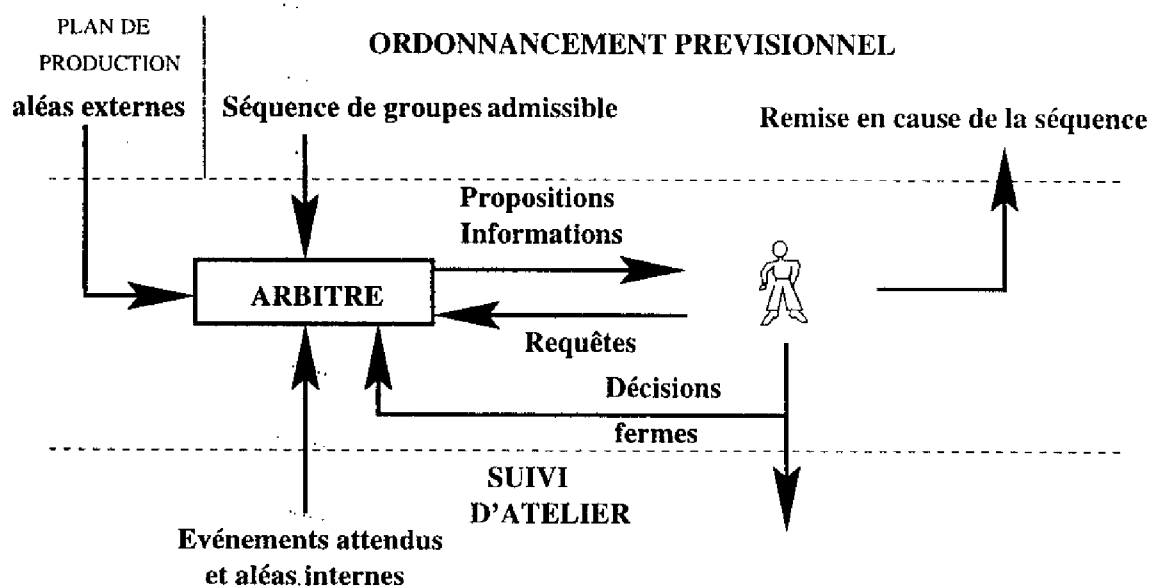 PLAN DE
PRODUCTION
ORDONNANCEMENT PREVISIONNEL
aléas externes
Séquence de groupes admissible
Remise en cause de la séquence
Propositions
Informations
ARBITRE
Requêtes
Décisions
fermes
SUIVI
D'ATELIER
Evénements attendus
et aléas internes